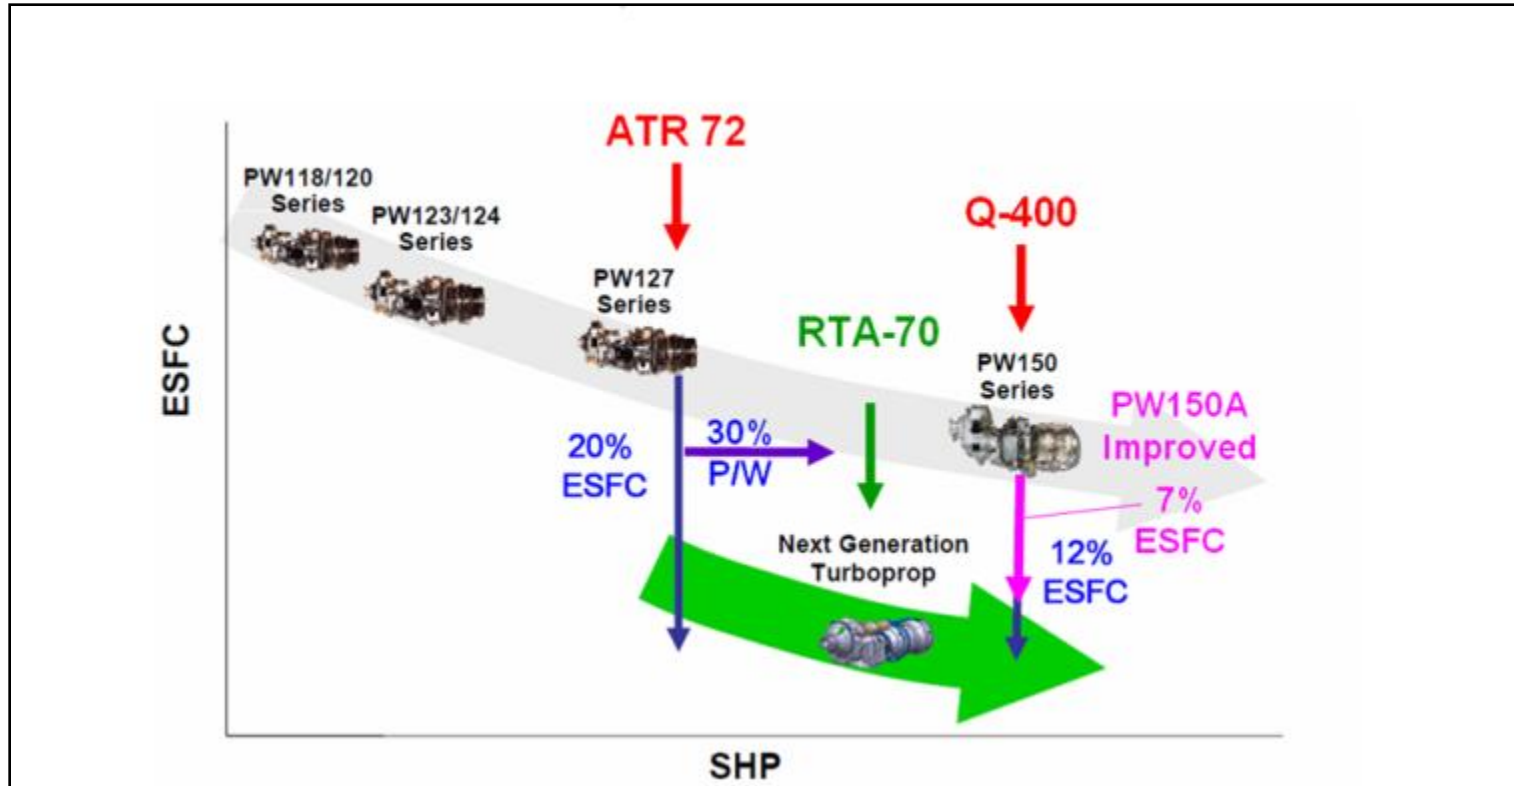 ATR 72
PW118/120
Series
PW123/124
Series
Q-400
PW127
Series
RTA-70
PW150
Series
ESFC
PW150A
Improved
20%
ESFC
30%
P/W
7%
ESFC
Next Generation
Turboprop
12%
ESFC
SHP